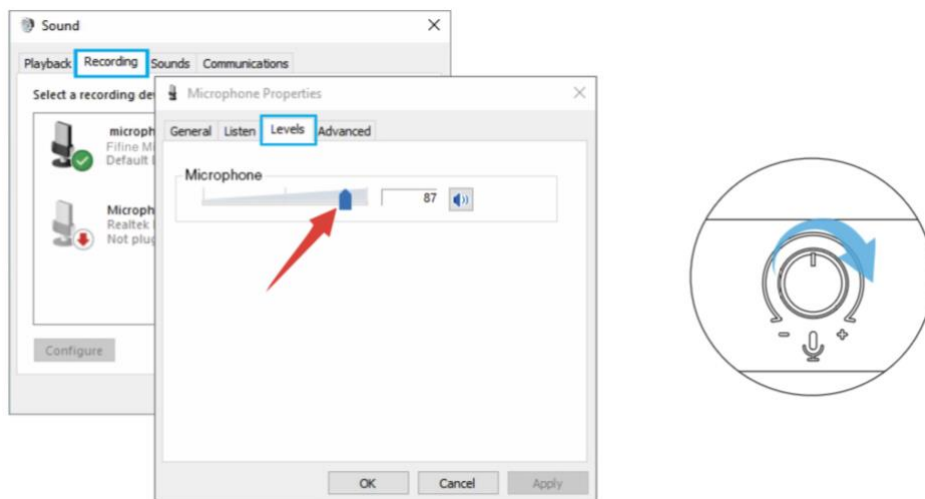 Sound
Playback Recording Sounds Communications
Select a recording de
microph
Fifine Mi
Default
Microph
Realtek
Not plug
Configure
Microphone Properties
General Listen Levels Advanced
Microphone
87
OK Cancel Apply
- +